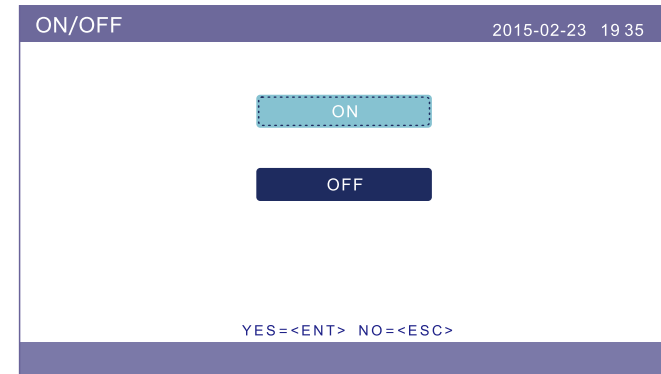 ON/OFF 2015-02-23 19 35
ON
OFF
YES=<ENT> NO=<ESC>